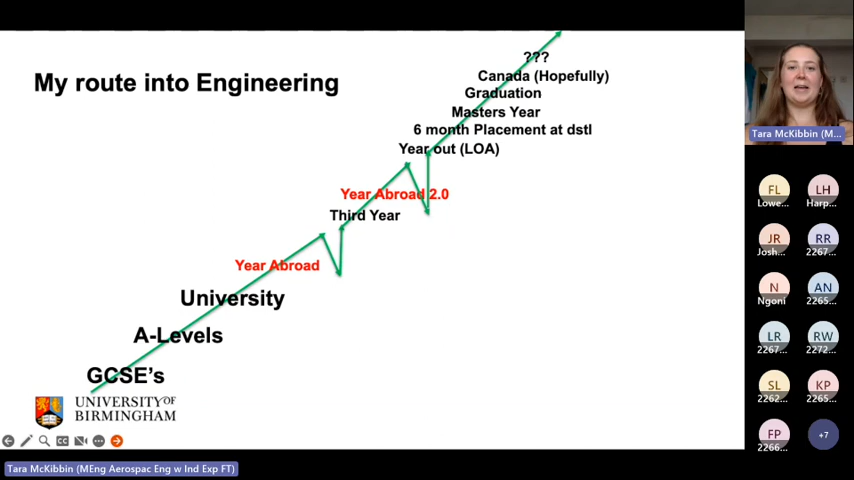 My route into Engineering
???
Canada (Hopefully)
Graduation
Masters Year
6 month Placement at dstl
Year out (LOA)
Year Abroad 2.0
Third Year
Year Abroad
University
A-Levels
GCSE's
UNIVERSITY OF
BIRMINGHAM
CC
Tara McKibbin (MEng Aerospac Eng w Ind Exp FT)
Tara McKibbin (M...
FL
Lowe...
LH
Harp...
JR
Josh...
RR
2267...
N
Ngoni
AN
2265...
LR
2267...
RW
2272...
SL
2262...
KP
2265...
FP
2266...
+7